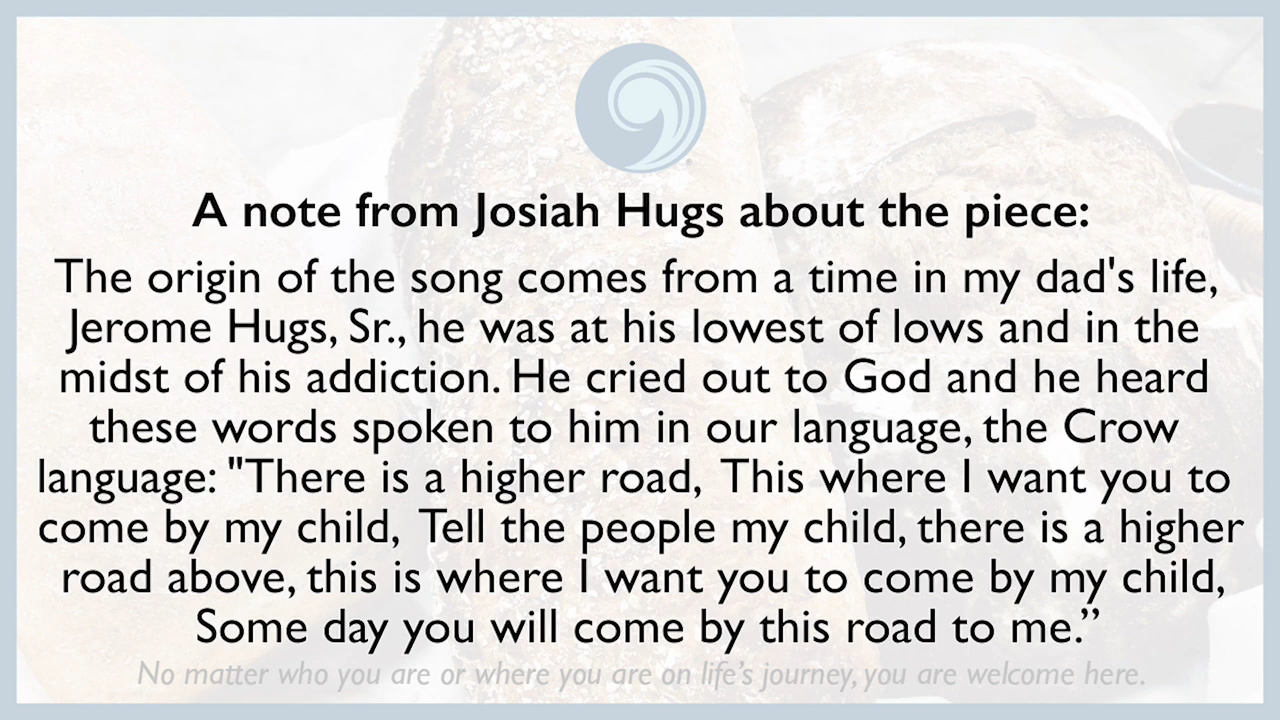 A note from Josiah Hugs about the piece:
The origin of the song comes from a time in my dad's life,
Jerome Hugs, Sr., he was at his lowest of lows and in the
midst of his addiction. He cried out to God and he heard
these words spoken to him in our language, the Crow
language: "There is a higher road, This where I want you to
come by my child, Tell the people my child, there is a higher
road above, this is where I want you to come by my child,
Some day you will come by this road to me.”
No matter who you are or where you are on life’s journey, you are welcome here.